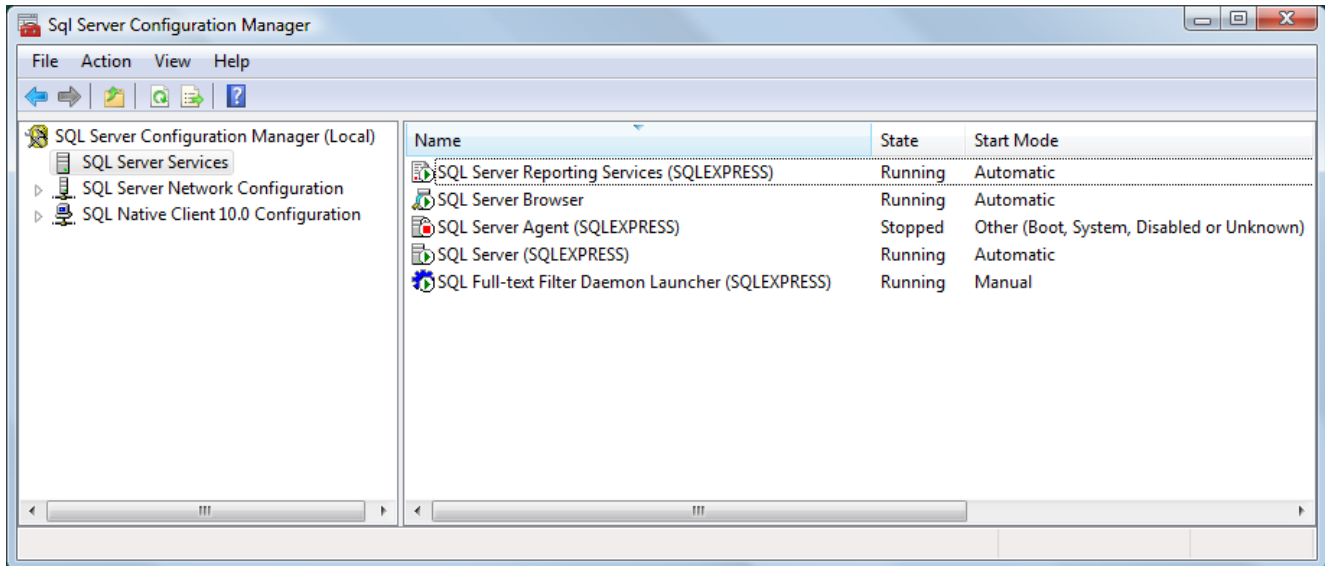 Sql Server Configuration Manager
File Action View Help
SQL Server Configuration Manager (Local)
SQL Server Services
SQL Server Network Configuration
SQL Native Client 10.0 Configuration
Name State Start Mode
SQL Server Reporting Services (SQLEXPRESS) Running Automatic
SQL Server Browser Running Automatic
SQL Server Agent (SQLEXPRESS) Stopped Other (Boot, System, Disabled or Unknown)
SQL Server (SQLEXPRESS) Running Automatic
SQL Full-text Filter Daemon Launcher (SQLEXPRESS) Running Manual